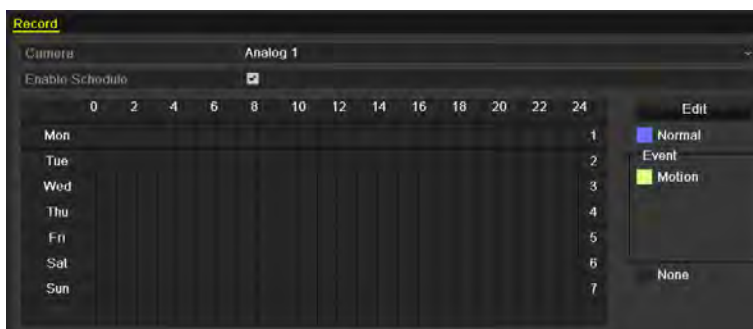 Record
Camera Analog 1
Enable Schedule
0 2 4 6 8 10 12 14 16 18 20 22 24
Edit
Mon 1
Normal
Tue 2
Event
Wed 3
Motion
Thu 4
Fri 5
Sat 6
None
Sun 7